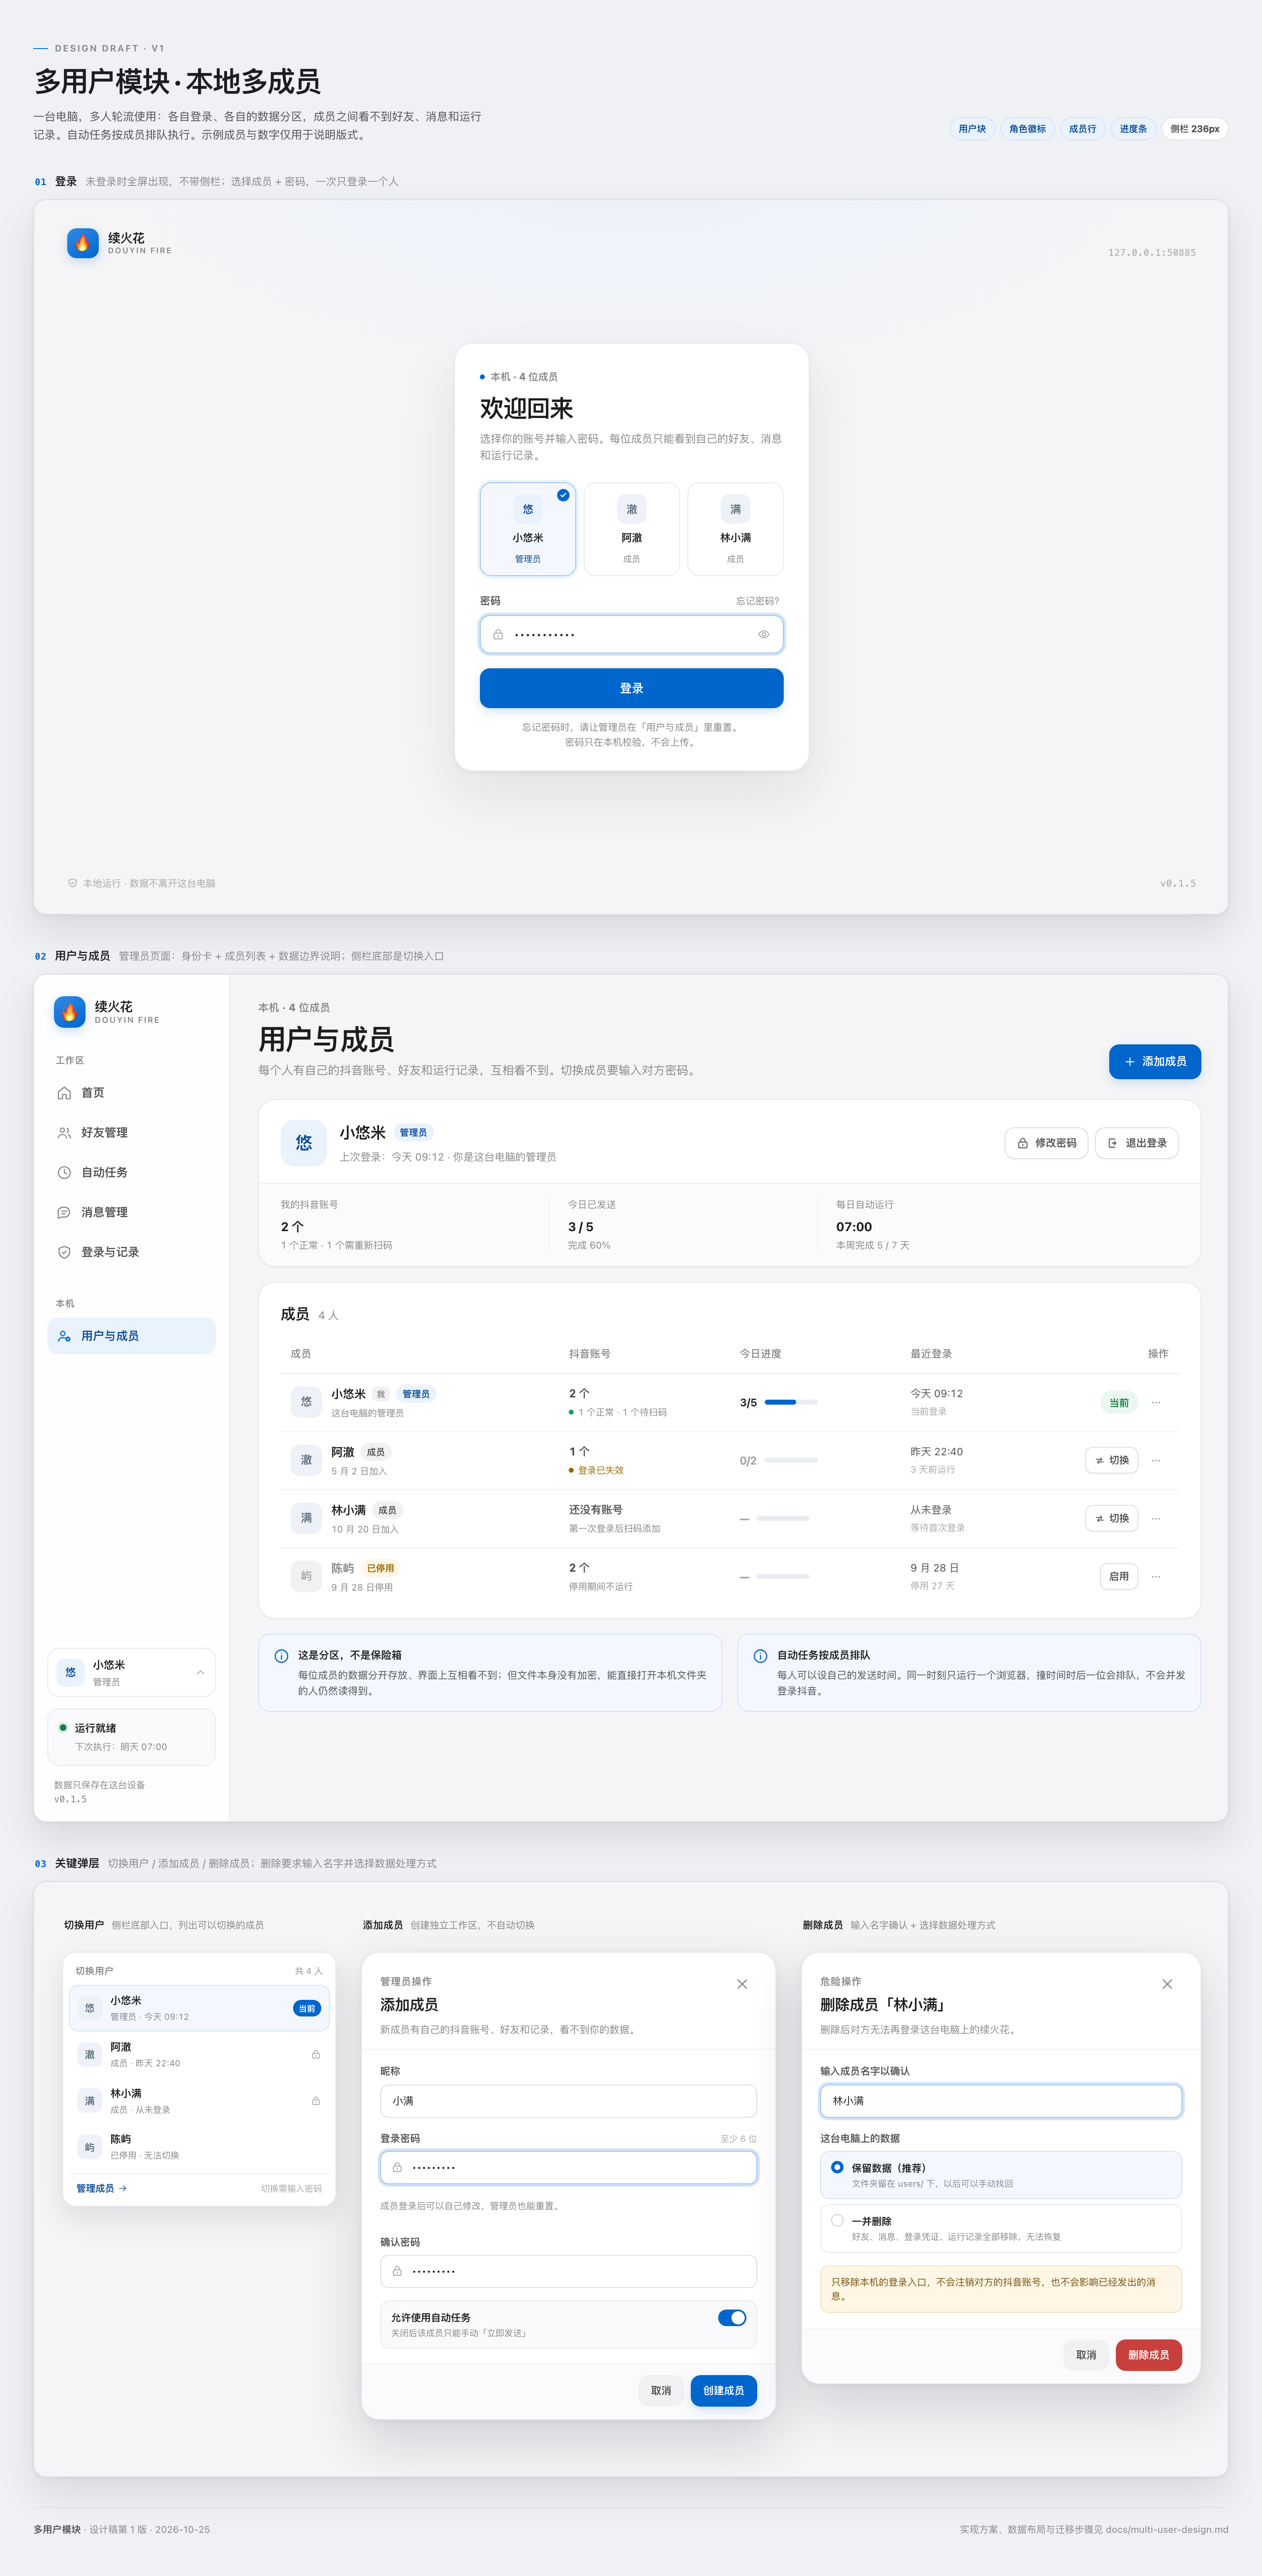 DESIGN DRAFT · V1
多用户模块 · 本地多成员
一台电脑，多人轮流使用：各自登录、各自的数据分区，成员之间看不到好友、消息和运行
记录。自动任务按成员排队执行。示例成员与数字仅用于说明版式。
用户块 角色徽标 成员行 进度条 侧栏 236px
01 登录 未登录时全屏出现，不带侧栏；选择成员 + 密码，一次只登录一个人
续火花
DOUYIN FIRE
127.0.0.1:50885
本机 · 4 位成员
欢迎回来
选择你的账号并输入密码。每位成员只能看到自己的好友、消息
和运行记录。
悠 澈 满
小悠米 阿澈 林小满
管理员 成员 成员
密码 忘记密码?
登录
忘记密码时，请让管理员在「用户与成员」里重置。
密码只在本机校验，不会上传。
本地运行 · 数据不离开这台电脑
v0.1.5
02 用户与成员 管理员页面：身份卡 + 成员列表 + 数据边界说明；侧栏底部是切换入口
续火花
DOUYIN FIRE
工作区
首页
好友管理
自动任务
消息管理
登录与记录
本机
用户与成员
悠
小悠米
管理员
运行就绪
下次执行：明天 07:00
数据只保存在这台设备
v0.1.5
本机 · 4 位成员
用户与成员
每个人有自己的抖音账号、好友和运行记录，互相看不到。切换成员要输入对方密码。
添加成员
悠
小悠米 管理员
上次登录：今天 09:12 · 你是这台电脑的管理员
修改密码 退出登录
我的抖音账号 今日已发送 每日自动运行
2 个 3 / 5 07:00
1 个正常 · 1 个需重新扫码 完成 60% 本周完成 5 / 7 天
成员 4 人
成员 抖音账号 今日进度 最近登录 操作
悠 小悠米 我 管理员 2 个 3/5 今天 09:12 当前 ···
这台电脑的管理员 1 个正常 · 1 个待扫码 当前登录
澈 阿澈 成员 1 个 0/2 昨天 22:40 切换 ···
5 月 2 日加入 登录已失效 3 天前运行
满 林小满 成员 还没有账号 — 从未登录 切换 ···
10 月 20 日加入 第一次登录后扫码添加 等待首次登录
屿 陈屿 已停用 2 个 — 9 月 28 日 启用 ···
9 月 28 日停用 停用期间不运行 停用 27 天
这是分区，不是保险箱
每位成员的数据分开存放、界面上互相看不到；但文件本身没有加密，能直接打开本机文件夹
的人仍然读得到。
自动任务按成员排队
每人可以设自己的发送时间。同一时刻只运行一个浏览器，撞时间时后一位会排队，不会并发
登录抖音。
03 关键弹层 切换用户 / 添加成员 / 删除成员；删除要求输入名字并选择数据处理方式
切换用户 侧栏底部入口，列出可以切换的成员
切换用户 共 4 人
悠 小悠米 当前
管理员 · 今天 09:12
澈 阿澈
成员 · 昨天 22:40
满 林小满
成员 · 从未登录
屿 陈屿
已停用 · 无法切换
管理成员 → 切换需输入密码
添加成员 创建独立工作区，不自动切换
管理员操作
添加成员
新成员有自己的抖音账号、好友和记录，看不到你的数据。
昵称
小满
登录密码 至少 6 位
成员登录后可以自己修改，管理员也能重置。
确认密码
允许使用自动任务
关闭后该成员只能手动「立即发送」
取消 创建成员
删除成员 输入名字确认 + 选择数据处理方式
危险操作
删除成员「林小满」
删除后对方无法再登录这台电脑上的续火花。
输入成员名字以确认
林小满
这台电脑上的数据
保留数据（推荐）
文件夹留在 users/ 下，以后可以手动找回
一并删除
好友、消息、登录凭证、运行记录全部移除，无法恢复
只移除本机的登录入口，不会注销对方的抖音账号，也不会影响已经发出的消
息。
取消 删除成员
多用户模块 · 设计稿第 1 版 · 2026-10-25
实现方案、数据布局与迁移步骤见 docs/multi-user-design.md